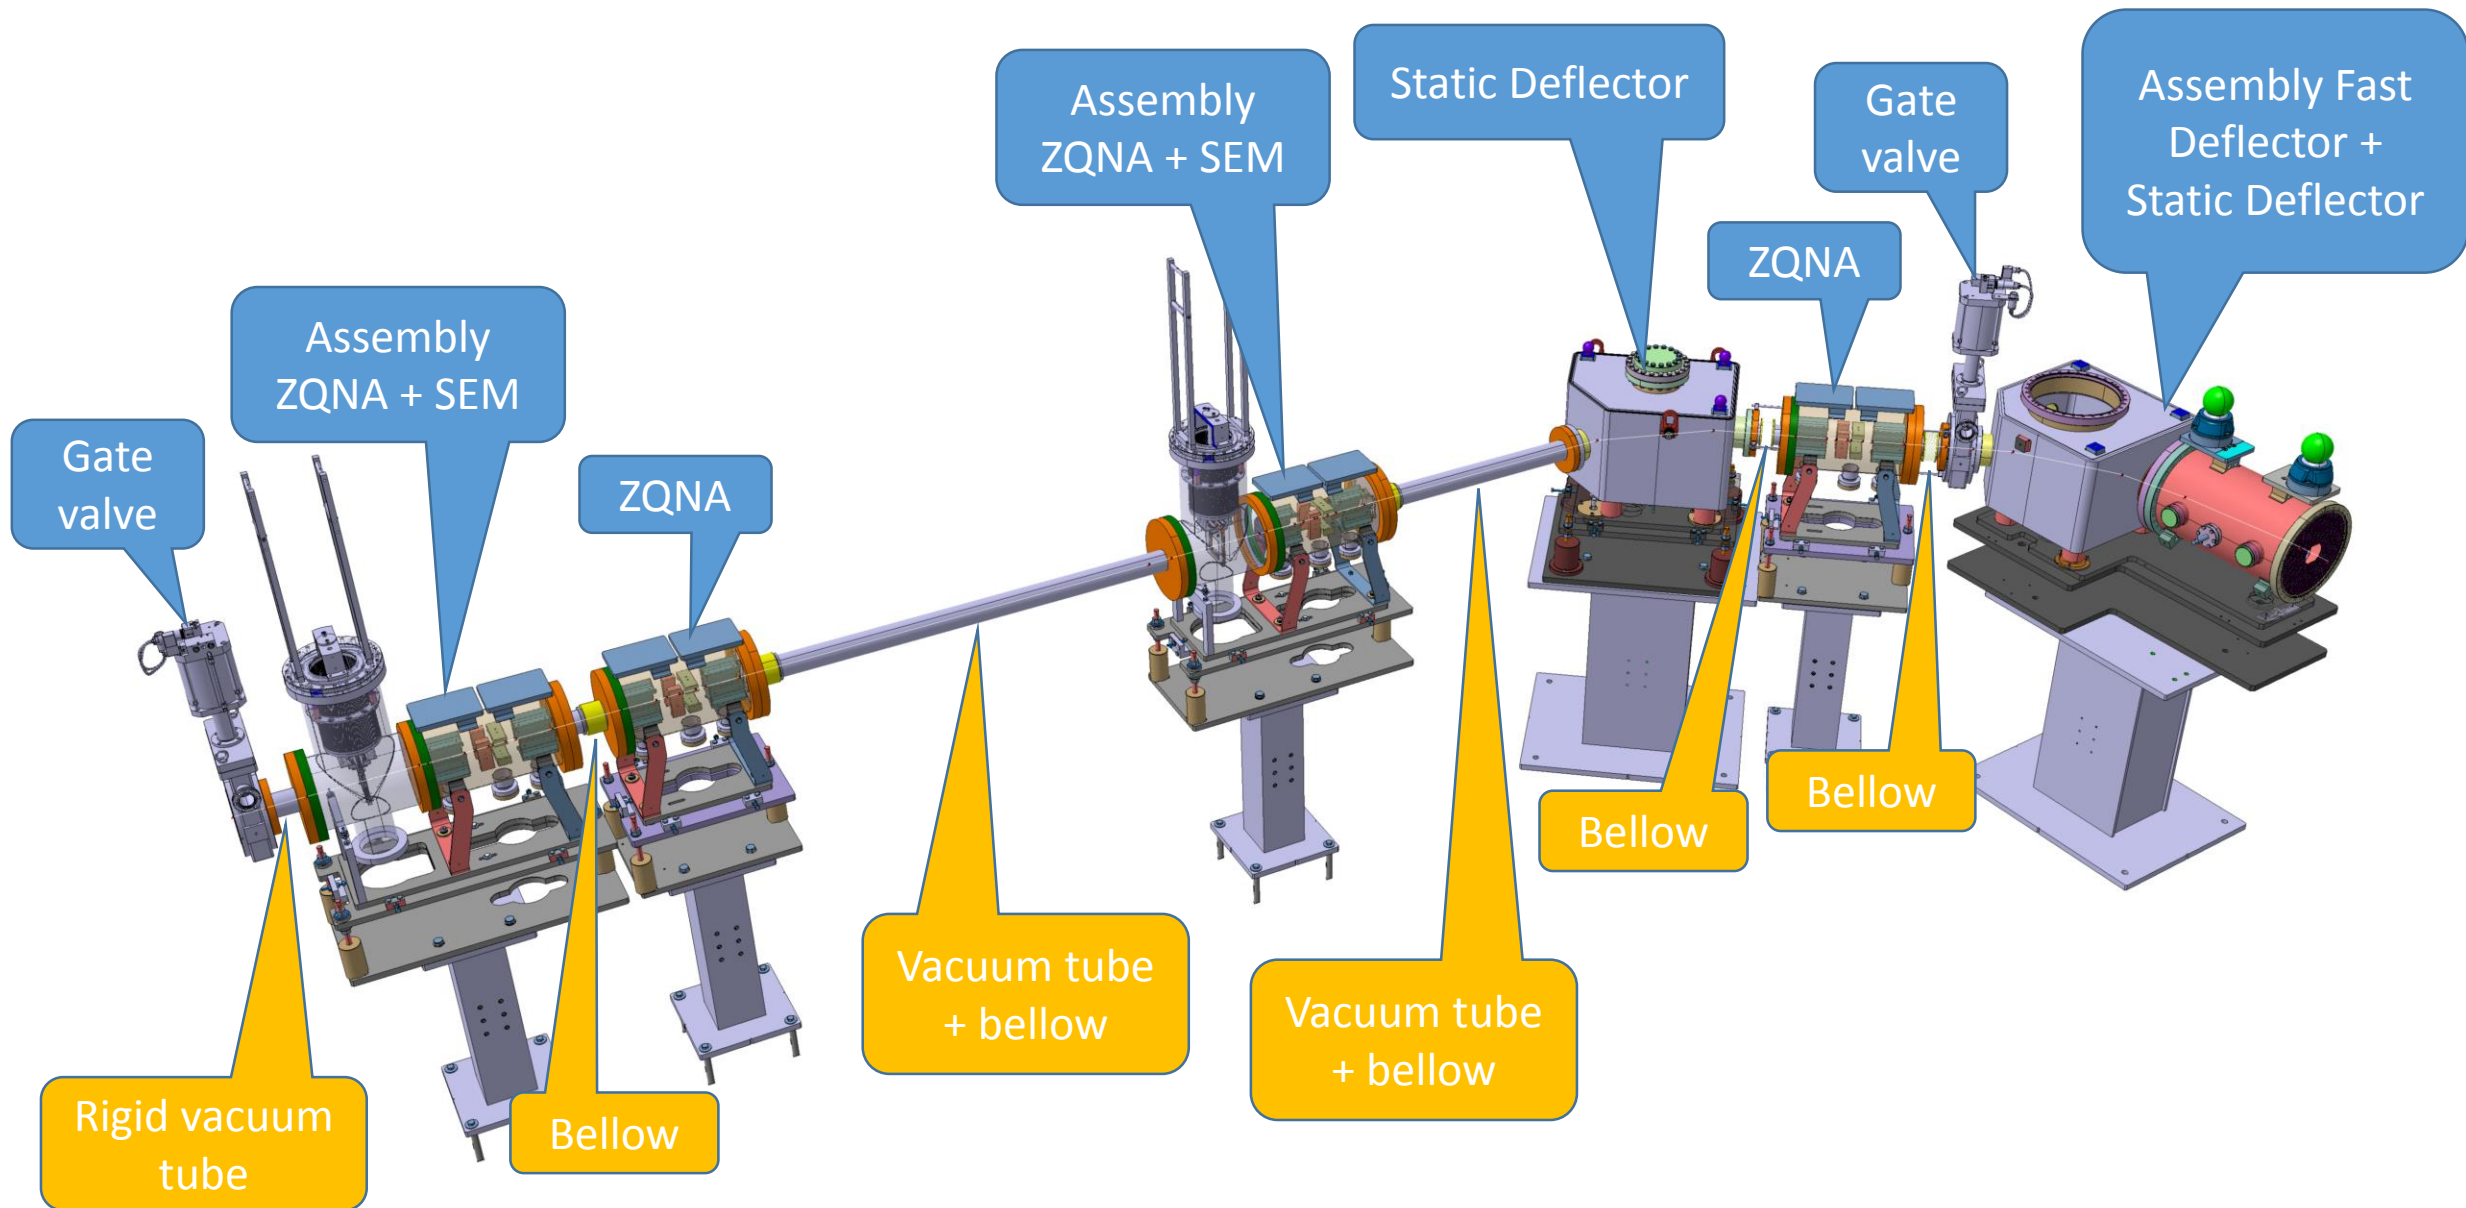 Assembly
ZQNA + SEM
Static Deflector
Gate
valve
Assembly Fast
Deflector +
Static Deflector
ZQNA
Assembly
ZQNA + SEM
Gate
valve
ZQNA
Bellow
Bellow
Vacuum tube
+ bellow
Vacuum tube
+ bellow
Rigid vacuum
tube
Bellow